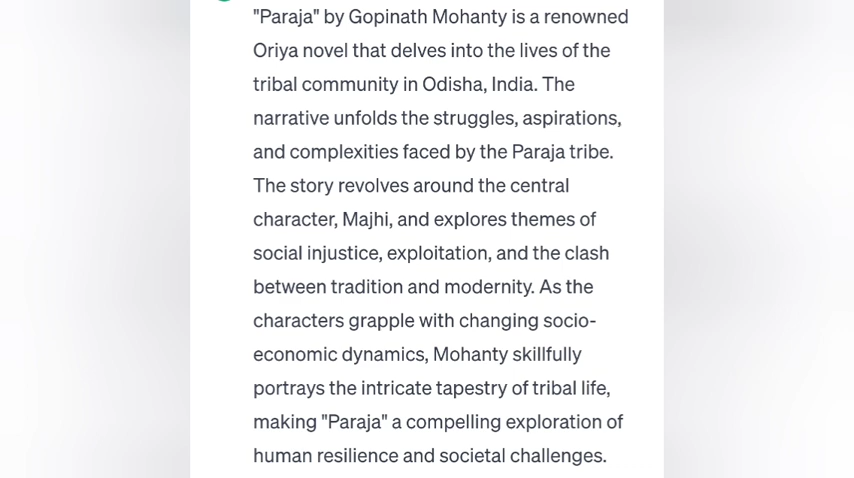 "Paraja" by Gopinath Mohanty is a renowned
Oriya novel that delves into the lives of the
tribal community in Odisha, India. The
narrative unfolds the struggles, aspirations,
and complexities faced by the Paraja tribe.
The story revolves around the central
character, Majhi, and explores themes of
social injustice, exploitation, and the clash
between tradition and modernity. As the
characters grapple with changing socio-
economic dynamics, Mohanty skillfully
portrays the intricate tapestry of tribal life,
making "Paraja" a compelling exploration of
human resilience and societal challenges.